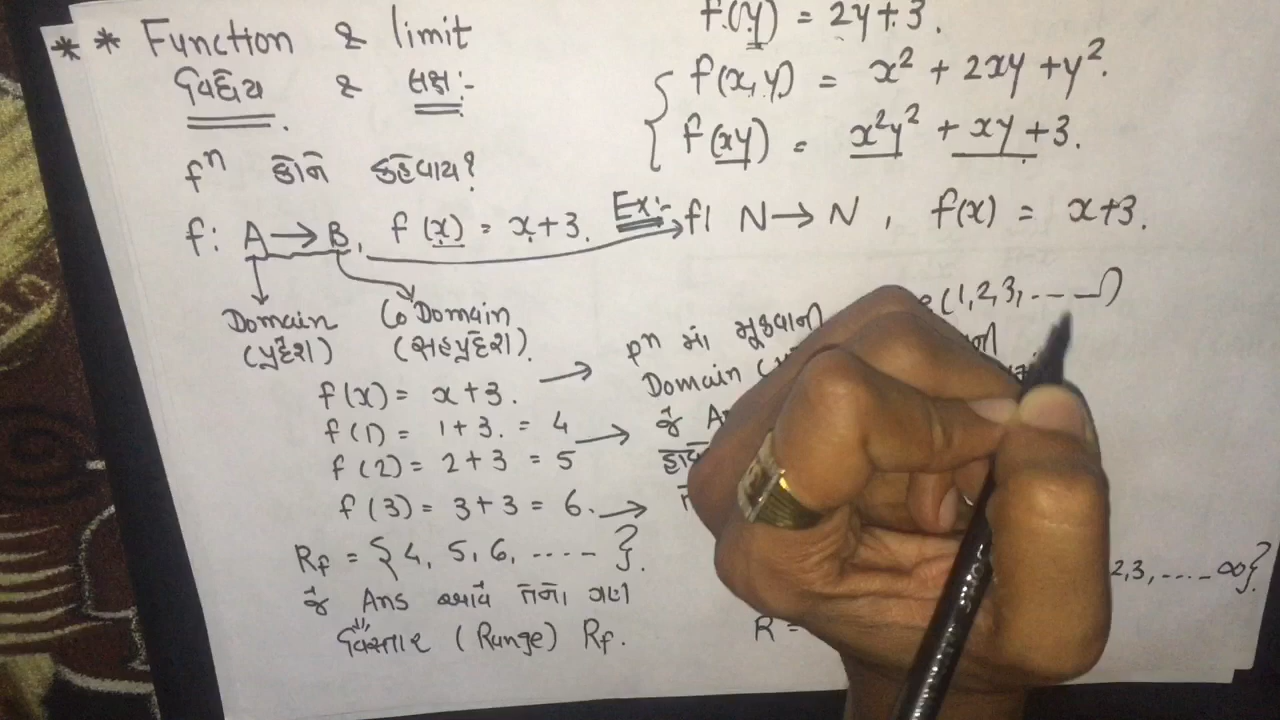 ** Function & limit
વિધેય & લક્ષ :-
fⁿ કોને કહેવાય?
f: A → B, f(x) = x+3.
Domain
(પ્રદેશ)
Co Domain
(સહપ્રદેશ).
f(x) = x+3.
f(1) = 1+3. = 4
f(2) = 2+3 = 5
f(3) = 3+3 = 6.
Rf = {4, 5, 6, ----- }.
જે Ans આવે તેને
વિસ્તાર (Range) Rf.
f(y) = 2y+3.
f(x,y) = x² + 2xy + y².
f(xy) = x²y² + xy + 3.
Ex:- f: N → N, f(x) = x+3.
fⁿ માં મૂકવાની
(1,2,3, ----)
Domain
જે
2,3, ---- ∞}
R =